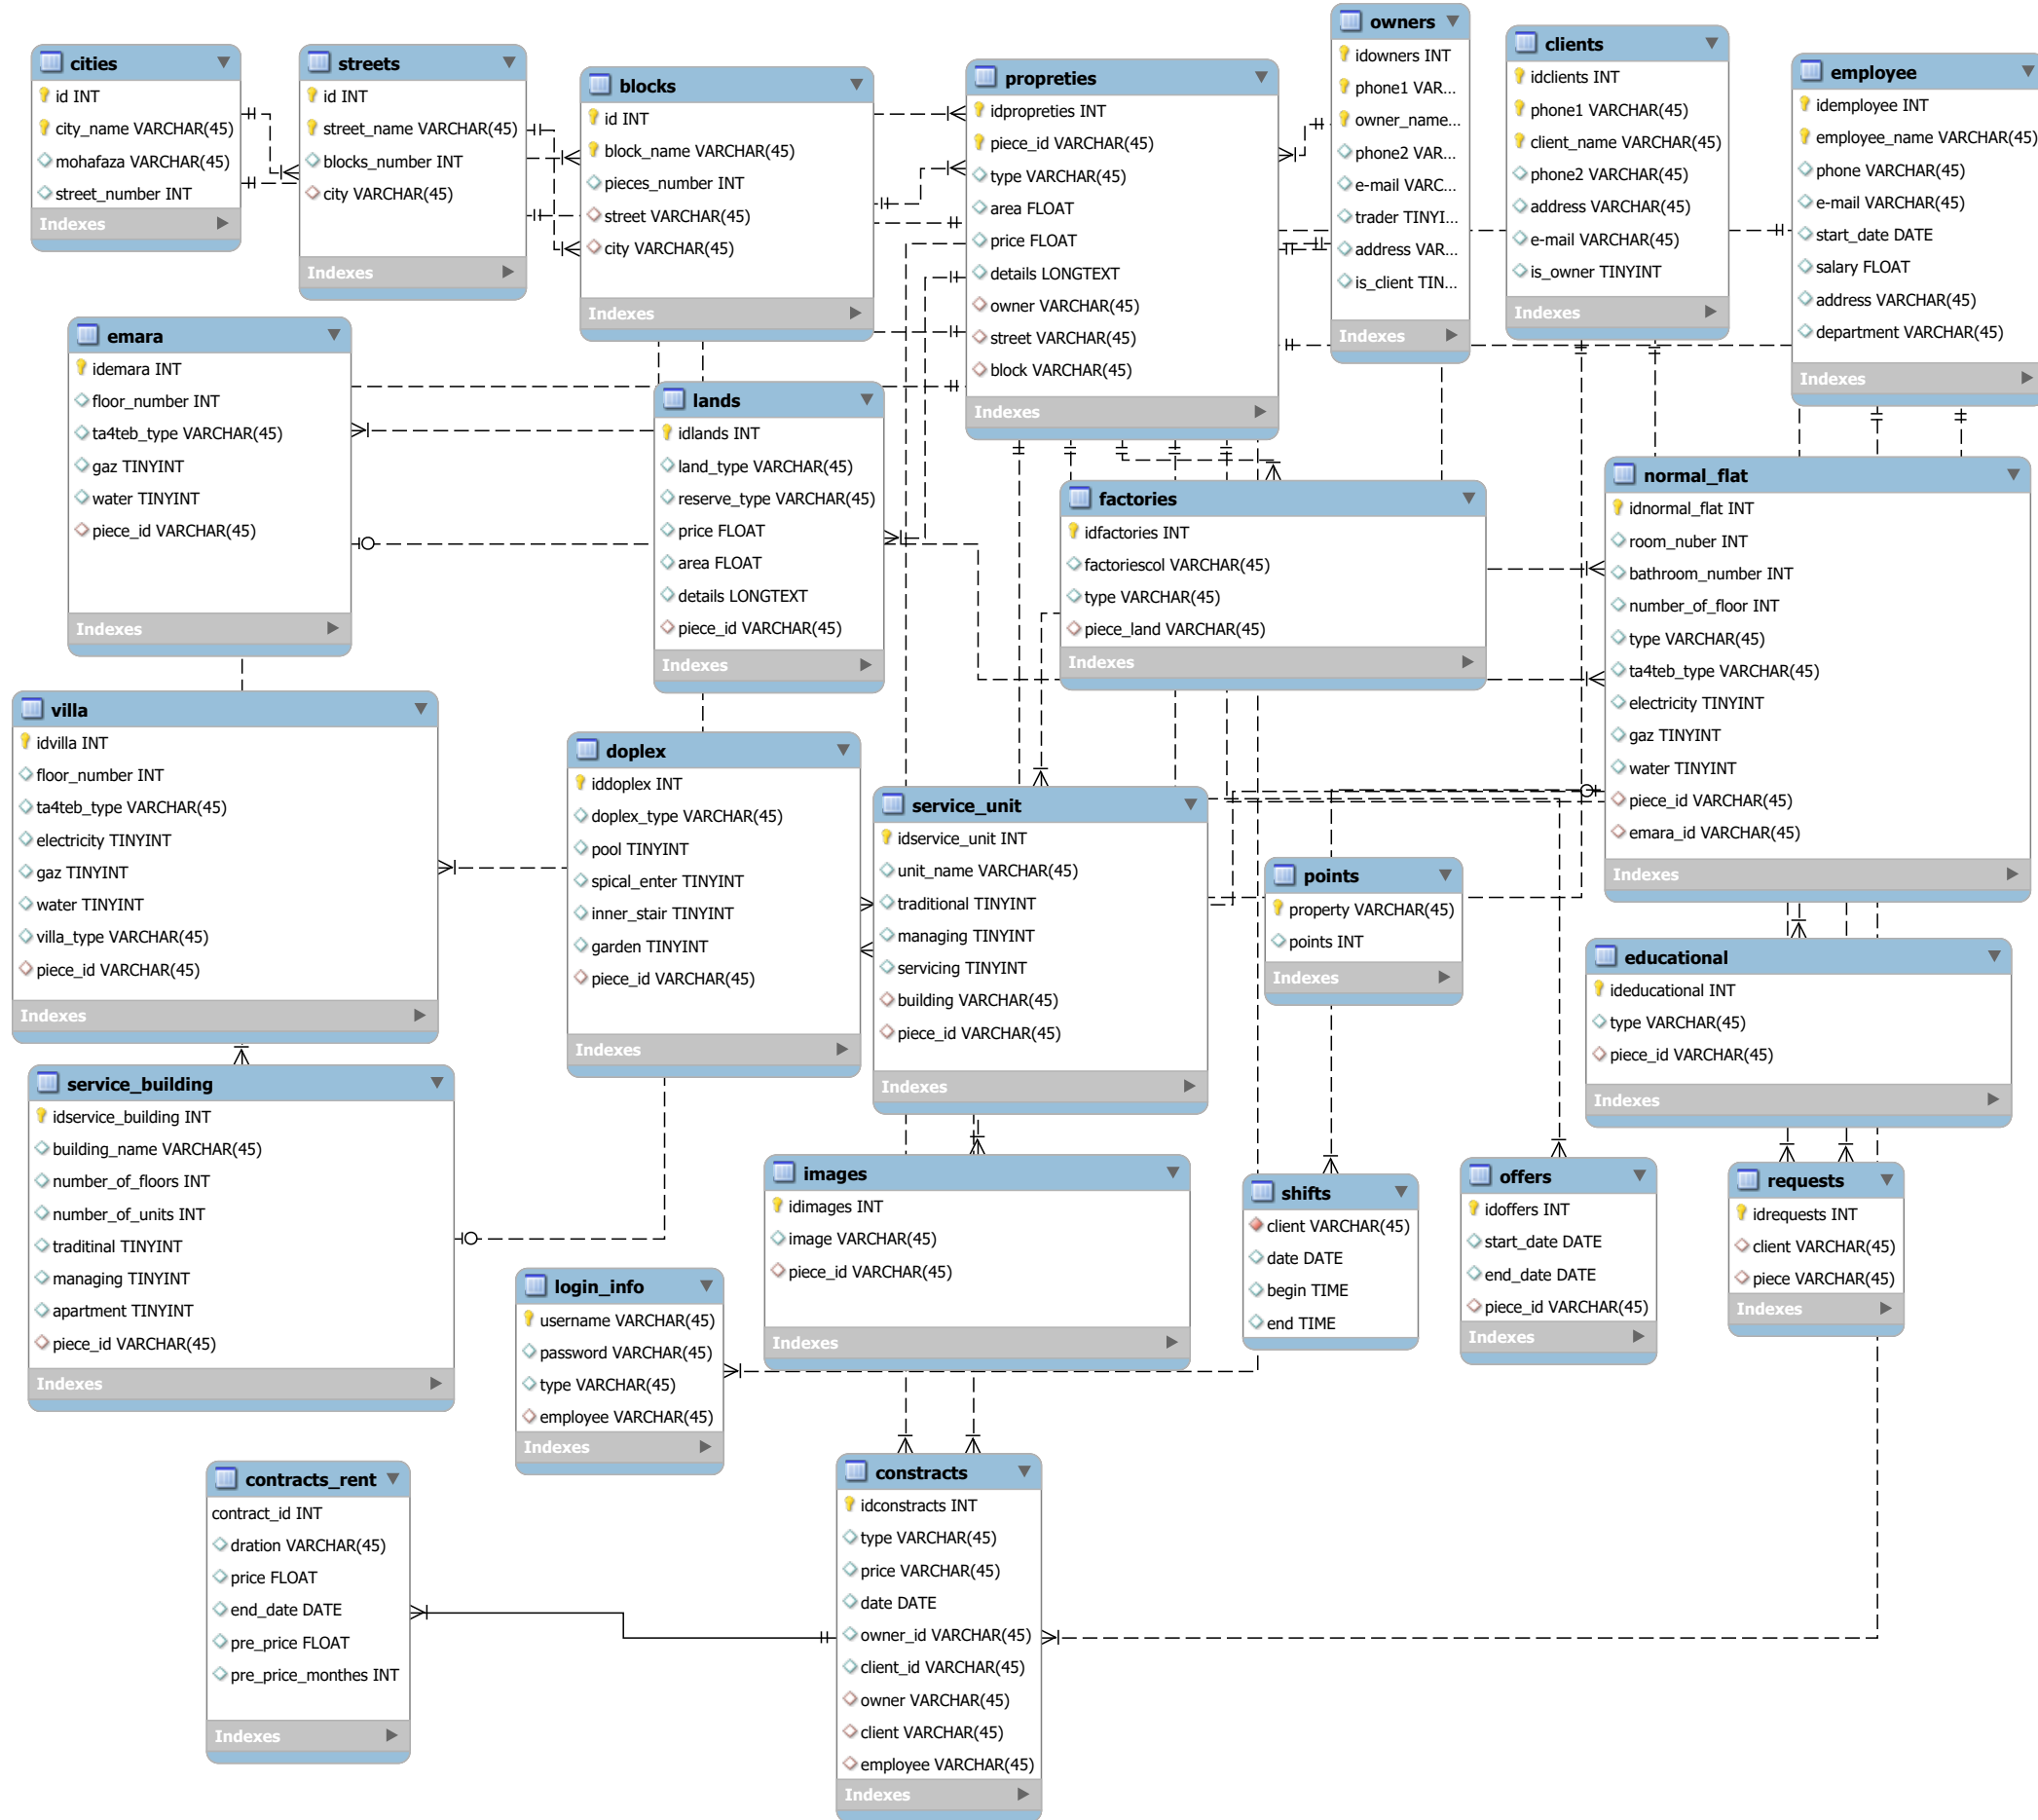 cities
id INT
city_name VARCHAR(45)
mohafaza VARCHAR(45)
street_number INT
Indexes
streets
id INT
street_name VARCHAR(45)
blocks_number INT
city VARCHAR(45)
Indexes
blocks
id INT
block_name VARCHAR(45)
pieces_number INT
street VARCHAR(45)
city VARCHAR(45)
Indexes
propreties
idpropreties INT
piece_id VARCHAR(45)
type VARCHAR(45)
area FLOAT
price FLOAT
details LONGTEXT
owner VARCHAR(45)
street VARCHAR(45)
block VARCHAR(45)
Indexes
owners
idowners INT
phone1 VAR...
owner_name...
phone2 VAR...
e-mail VARC...
trader TINYI...
address VAR...
is_client TIN...
Indexes
clients
idclients INT
phone1 VARCHAR(45)
client_name VARCHAR(45)
phone2 VARCHAR(45)
address VARCHAR(45)
e-mail VARCHAR(45)
is_owner TINYINT
Indexes
employee
idemployee INT
employee_name VARCHAR(45)
phone VARCHAR(45)
e-mail VARCHAR(45)
start_date DATE
salary FLOAT
address VARCHAR(45)
department VARCHAR(45)
Indexes
emara
idemara INT
floor_number INT
ta4teb_type VARCHAR(45)
gaz TINYINT
water TINYINT
piece_id VARCHAR(45)
Indexes
lands
idlands INT
land_type VARCHAR(45)
reserve_type VARCHAR(45)
price FLOAT
area FLOAT
details LONGTEXT
piece_id VARCHAR(45)
Indexes
factories
idfactories INT
factoriescol VARCHAR(45)
type VARCHAR(45)
piece_land VARCHAR(45)
Indexes
normal_flat
idnormal_flat INT
room_nuber INT
bathroom_number INT
number_of_floor INT
type VARCHAR(45)
ta4teb_type VARCHAR(45)
electricity TINYINT
gaz TINYINT
water TINYINT
piece_id VARCHAR(45)
emara_id VARCHAR(45)
Indexes
villa
idvilla INT
floor_number INT
ta4teb_type VARCHAR(45)
electricity TINYINT
gaz TINYINT
water TINYINT
villa_type VARCHAR(45)
piece_id VARCHAR(45)
Indexes
doplex
iddoplex INT
doplex_type VARCHAR(45)
pool TINYINT
spical_enter TINYINT
inner_stair TINYINT
garden TINYINT
piece_id VARCHAR(45)
Indexes
service_unit
idservice_unit INT
unit_name VARCHAR(45)
traditional TINYINT
managing TINYINT
servicing TINYINT
building VARCHAR(45)
piece_id VARCHAR(45)
Indexes
points
property VARCHAR(45)
points INT
Indexes
educational
ideducational INT
type VARCHAR(45)
piece_id VARCHAR(45)
Indexes
service_building
idservice_building INT
building_name VARCHAR(45)
number_of_floors INT
number_of_units INT
traditinal TINYINT
managing TINYINT
apartment TINYINT
piece_id VARCHAR(45)
Indexes
images
idimages INT
image VARCHAR(45)
piece_id VARCHAR(45)
Indexes
shifts
client VARCHAR(45)
date DATE
begin TIME
end TIME
offers
idoffers INT
start_date DATE
end_date DATE
piece_id VARCHAR(45)
Indexes
requests
idrequests INT
client VARCHAR(45)
piece VARCHAR(45)
Indexes
login_info
username VARCHAR(45)
password VARCHAR(45)
type VARCHAR(45)
employee VARCHAR(45)
Indexes
contracts_rent
contract_id INT
dration VARCHAR(45)
price FLOAT
end_date DATE
pre_price FLOAT
pre_price_monthes INT
Indexes
constracts
idconstracts INT
type VARCHAR(45)
price VARCHAR(45)
date DATE
owner_id VARCHAR(45)
client_id VARCHAR(45)
owner VARCHAR(45)
client VARCHAR(45)
employee VARCHAR(45)
Indexes